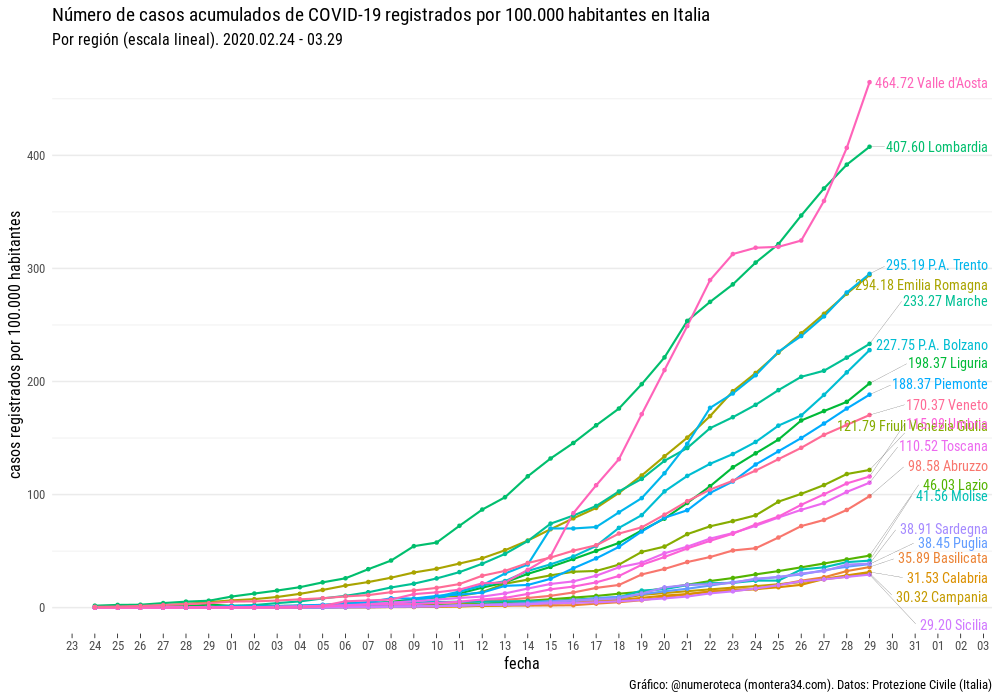 Número de casos acumulados de COVID-19 registrados por 100.000 habitantes en Italia
Por región (escala lineal). 2020.02.24 - 03.29
casos registrados por 100.000 habitantes
400
300
200
100
0
464.72 Valle d'Aosta
407.60 Lombardia
295.19 P.A. Trento
294.18 Emilia Romagna
233.27 Marche
227.75 P.A. Bolzano
198.37 Liguria
188.37 Piemonte
170.37 Veneto
121.79 Friuli Venezia Giulia
110.52 Toscana
98.58 Abruzzo
46.03 Lazio
41.56 Molise
38.91 Sardegna
38.45 Puglia
35.89 Basilicata
31.53 Calabria
30.32 Campania
29.20 Sicilia
23 24 25 26 27 28 29 01 02 03 04 05 06 07 08 09 10 11 12 13 14 15 16 17 18 19 20 21 22 23 24 25 26 27 28 29 30 31 01 02 03
fecha
Gráfico: @numeroteca (montera34.com). Datos: Protezione Civile (Italia)